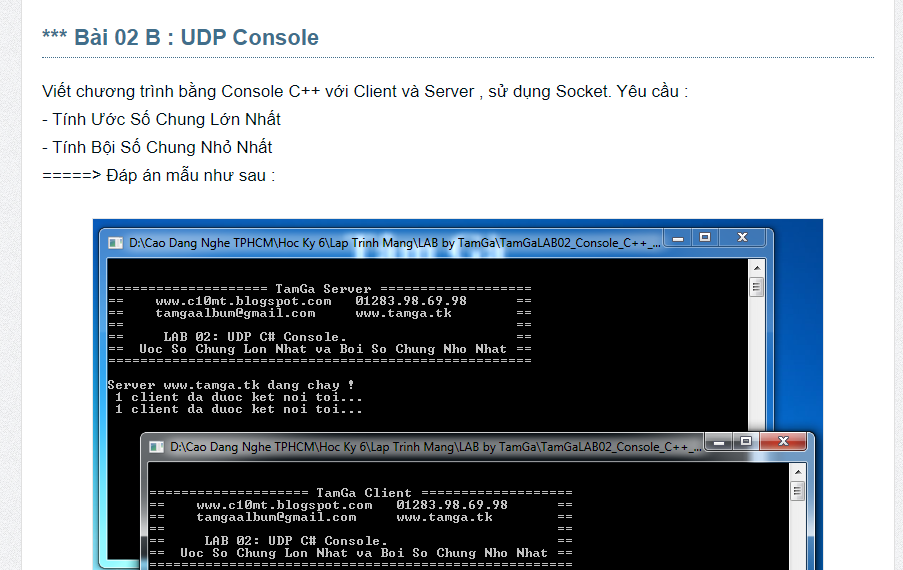 *** Bài 02 B : UDP Console
Viết chương trình bằng Console C++ với Client và Server , sử dụng Socket. Yêu cầu :
- Tính Ước Số Chung Lớn Nhất
- Tính Bội Số Chung Nhỏ Nhất
=====> Đáp án mẫu như sau :
D:\Cao Dang Nghe TPHCM\Hoc Ky 6\Lap Trinh Mang\LAB by TamGa\TamGaLAB02_Console_C++_...
==================== TamGa Server ===================
== www.c10mt.blogspot.com 01283.98.69.98 ==
== tamgaalbum@gmail.com www.tamga.tk ==
== ==
== LAB 02: UDP C# Console. ==
== Uoc So Chung Lon Nhat va Boi So Chung Nho Nhat ==
=====================================================
Server www.tamga.tk dang chay !
1 client da duoc ket noi toi...
1 client da duoc ket noi toi...
D:\Cao Dang Nghe TPHCM\Hoc Ky 6\Lap Trinh Mang\LAB by TamGa\TamGaLAB02_Console_C++_...
==================== TamGa Client ===================
== www.c10mt.blogspot.com 01283.98.69.98 ==
== tamgaalbum@gmail.com www.tamga.tk ==
== ==
== LAB 02: UDP C# Console. ==
== Uoc So Chung Lon Nhat va Boi So Chung Nho Nhat ==
=====================================================